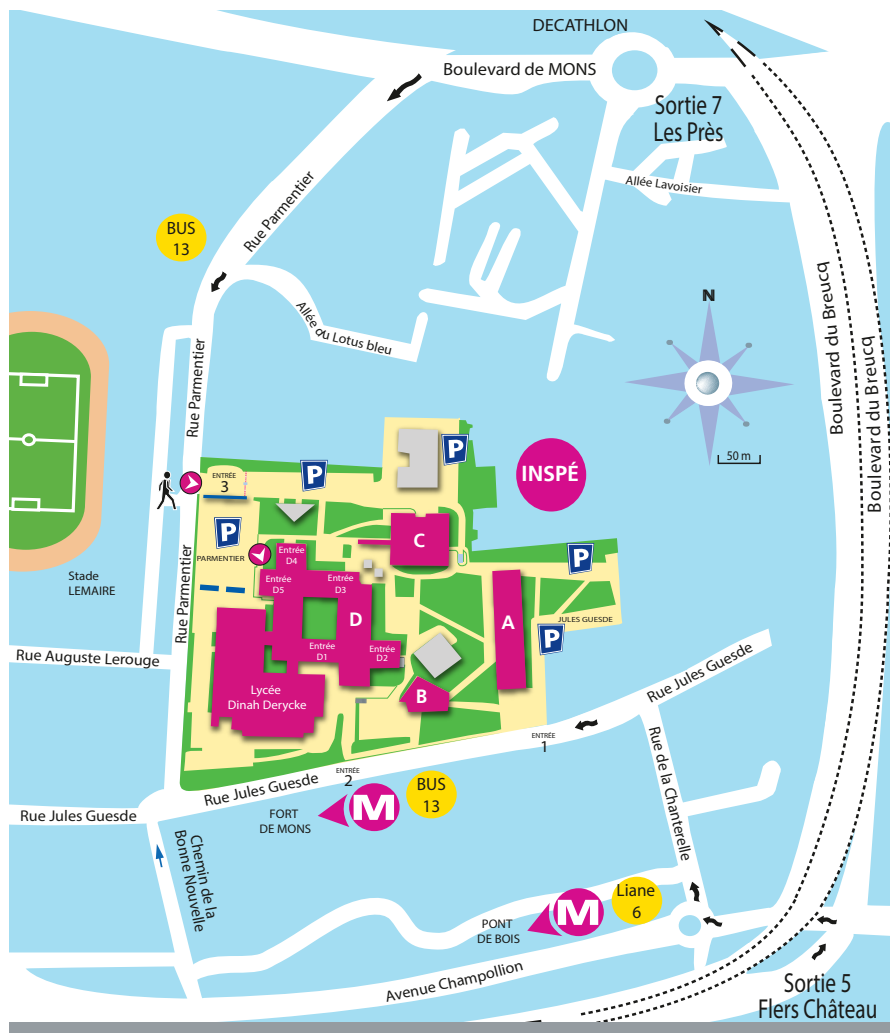 DECATHLON
Boulevard de MONS
Sortie 7
Les Près
Allée Lavoisier
BUS
13
Rue Parmentier
Allée du Lotus bleu
Boulevard du Breucq
Boulevard du Breucq
N
50 m
Rue Parmentier
INSPÉ
P
P
ENTRÉE
3
P
PARMENTIER
C
Entrée
D4
Entrée
D5
Entrée
D3
P
Stade
LEMAIRE
Rue Parmentier
D
A
JULES GUESDE
P
Entrée
D1
Entrée
D2
Rue Auguste Lerouge
Lycée
Dinah Derycke
B
Rue Jules Guesde
ENTRÉE
1
ENTRÉE
2
Rue Jules Guesde
Rue Jules Guesde
BUS
13
M
FORT
DE MONS
Rue de la Chanterelle
Chemin de la
Bonne Nouvelle
Liane
6
M
PONT
DE BOIS
Avenue Champollion
Sortie 5
Flers Château